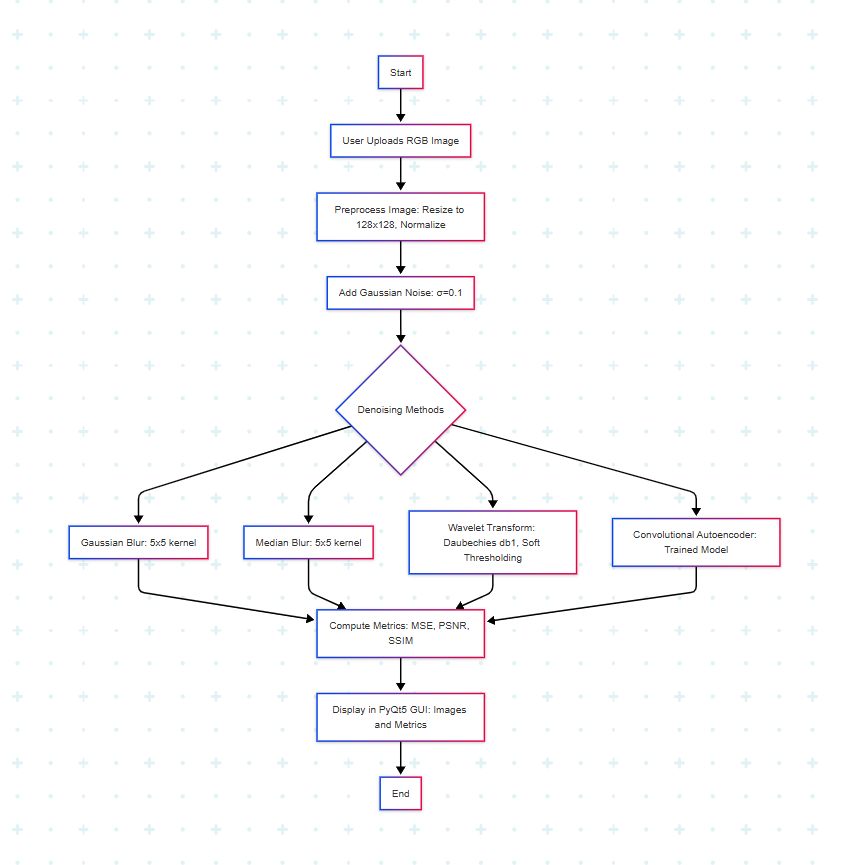 Start
User Uploads RGB Image
Preprocess Image: Resize to
128x128, Normalize
Add Gaussian Noise: σ=0.1
Denoising Methods
Gaussian Blur: 5x5 kernel
Median Blur: 5x5 kernel
Wavelet Transform:
Daubechies db1, Soft
Thresholding
Convolutional Autoencoder:
Trained Model
Compute Metrics: MSE, PSNR,
SSIM
Display in PyQt5 GUI: Images
and Metrics
End